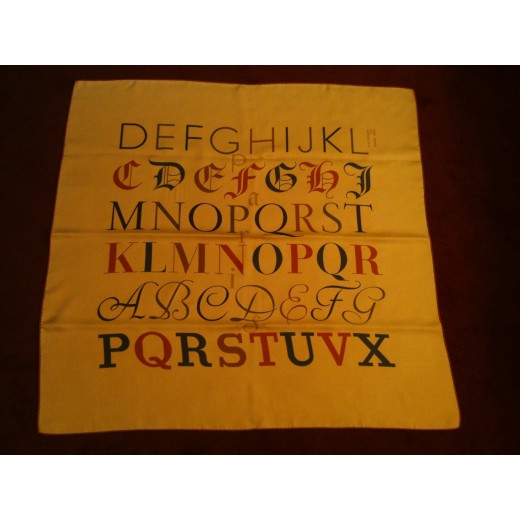 DEFGHIJKL
CDEFGHJ
MNOPQRST
KLMNOPQR
ABCDEFG
PQRSTUVX